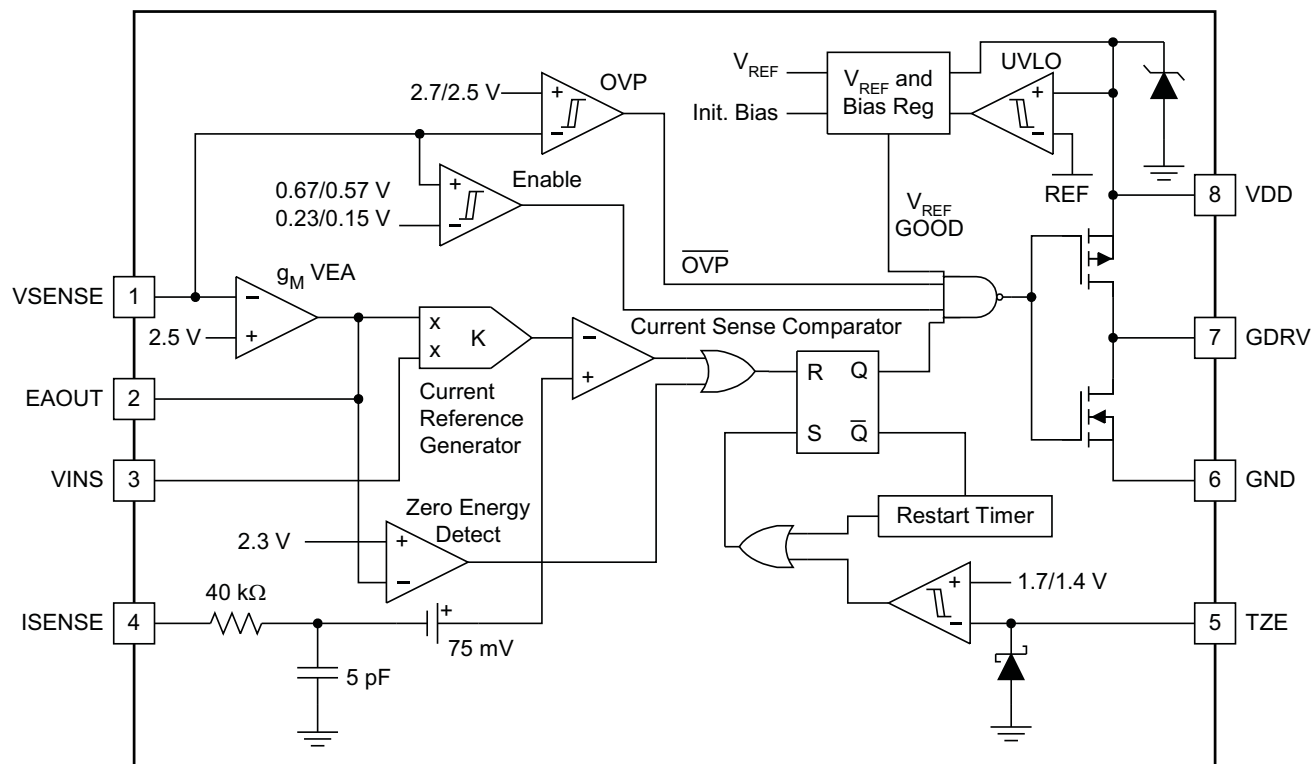 OVP
2.7/2.5 V
+
−
V_REF
Init. Bias
V_REF and
Bias Reg
UVLO
+
−
REF
8
VDD
0.67/0.57 V
0.23/0.15 V
+
−
Enable
V_REF
GOOD
O̅V̅P̅
VSENSE
1
g_M VEA
−
+
2.5 V
x
x
K
Current
Reference
Generator
Current Sense Comparator
−
+
R
Q
S
Q̅
7
GDRV
EAOUT
2
VINS
3
6
GND
Zero Energy
Detect
2.3 V
+
−
Restart Timer
+
−
1.7/1.4 V
ISENSE
4
40 kΩ
+
75 mV
5 pF
5
TZE